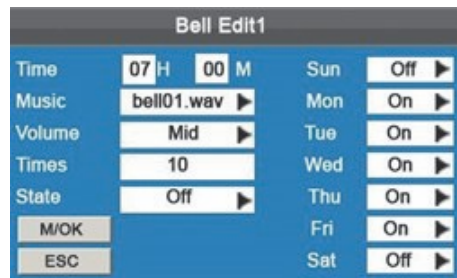 Bell Edit1
Time 07 H 00 M
Music bell01.wav
Volume Mid
Times 10
State Off
M/OK
ESC
Sun Off
Mon On
Tue On
Wed On
Thu On
Fri On
Sat Off